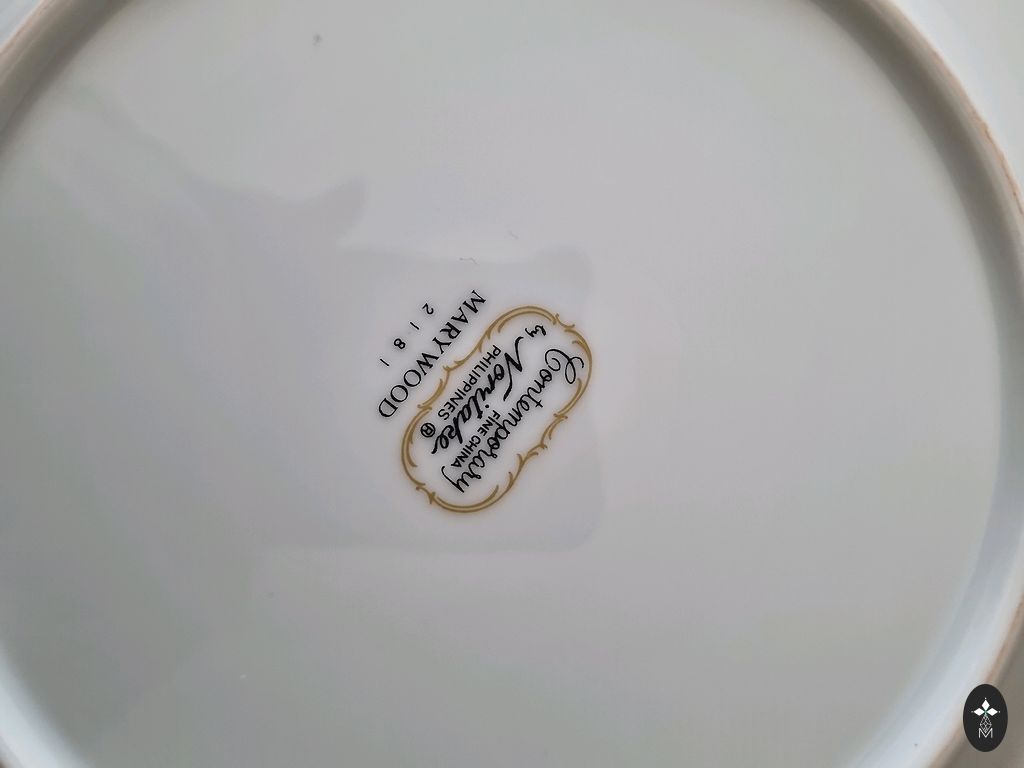 Contemporary
by Noritake ®
FINE CHINA
PHILIPPINES
MARYWOOD
2181
M